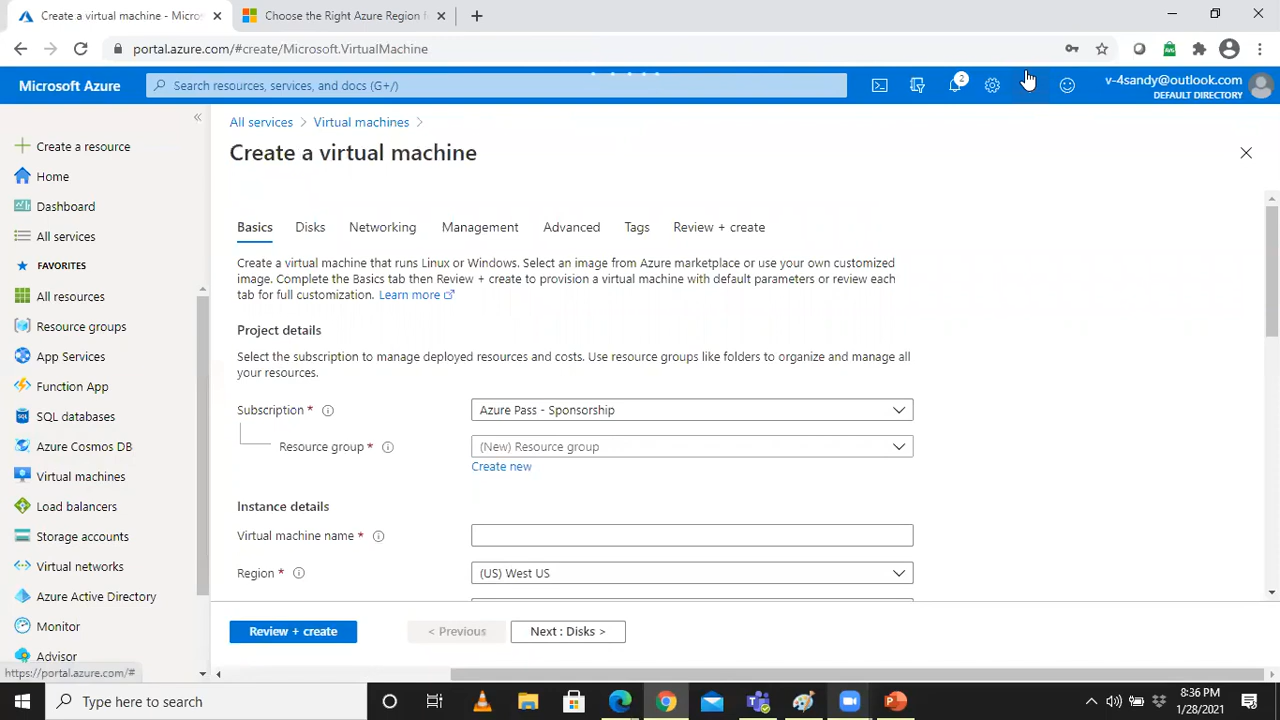 Create a virtual machine - Micros
Choose the Right Azure Region f
portal.azure.com/#create/Microsoft.VirtualMachine
Microsoft Azure
Search resources, services, and docs (G+/)
2
v-4sandy@outlook.com
DEFAULT DIRECTORY
Create a resource
Home
Dashboard
All services
FAVORITES
All resources
Resource groups
App Services
Function App
SQL databases
Azure Cosmos DB
Virtual machines
Load balancers
Storage accounts
Virtual networks
Azure Active Directory
Monitor
Advisor
https://portal.azure.com/#
All services > Virtual machines >
Create a virtual machine
Basics Disks Networking Management Advanced Tags Review + create
Create a virtual machine that runs Linux or Windows. Select an image from Azure marketplace or use your own customized
image. Complete the Basics tab then Review + create to provision a virtual machine with default parameters or review each
tab for full customization. Learn more
Project details
Select the subscription to manage deployed resources and costs. Use resource groups like folders to organize and manage all
your resources.
Subscription * Azure Pass - Sponsorship
Resource group * (New) Resource group
Create new
Instance details
Virtual machine name *
Region * (US) West US
Review + create
< Previous
Next : Disks >
Type here to search
8:36 PM
1/28/2021